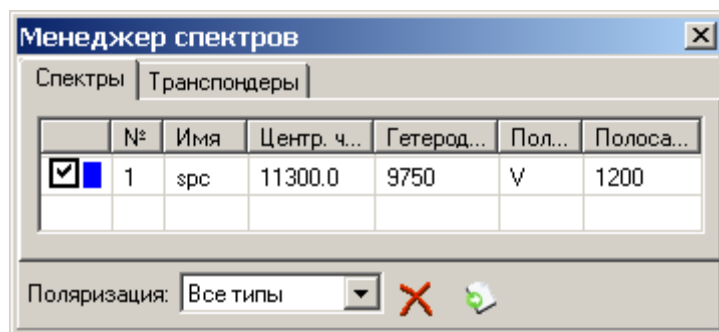 Менеджер спектров
Спектры Транспондеры
№ Имя Центр. ч... Гетерод... Пол... Полоса...
1 spc 11300.0 9750 V 1200
Поляризация: Все типы